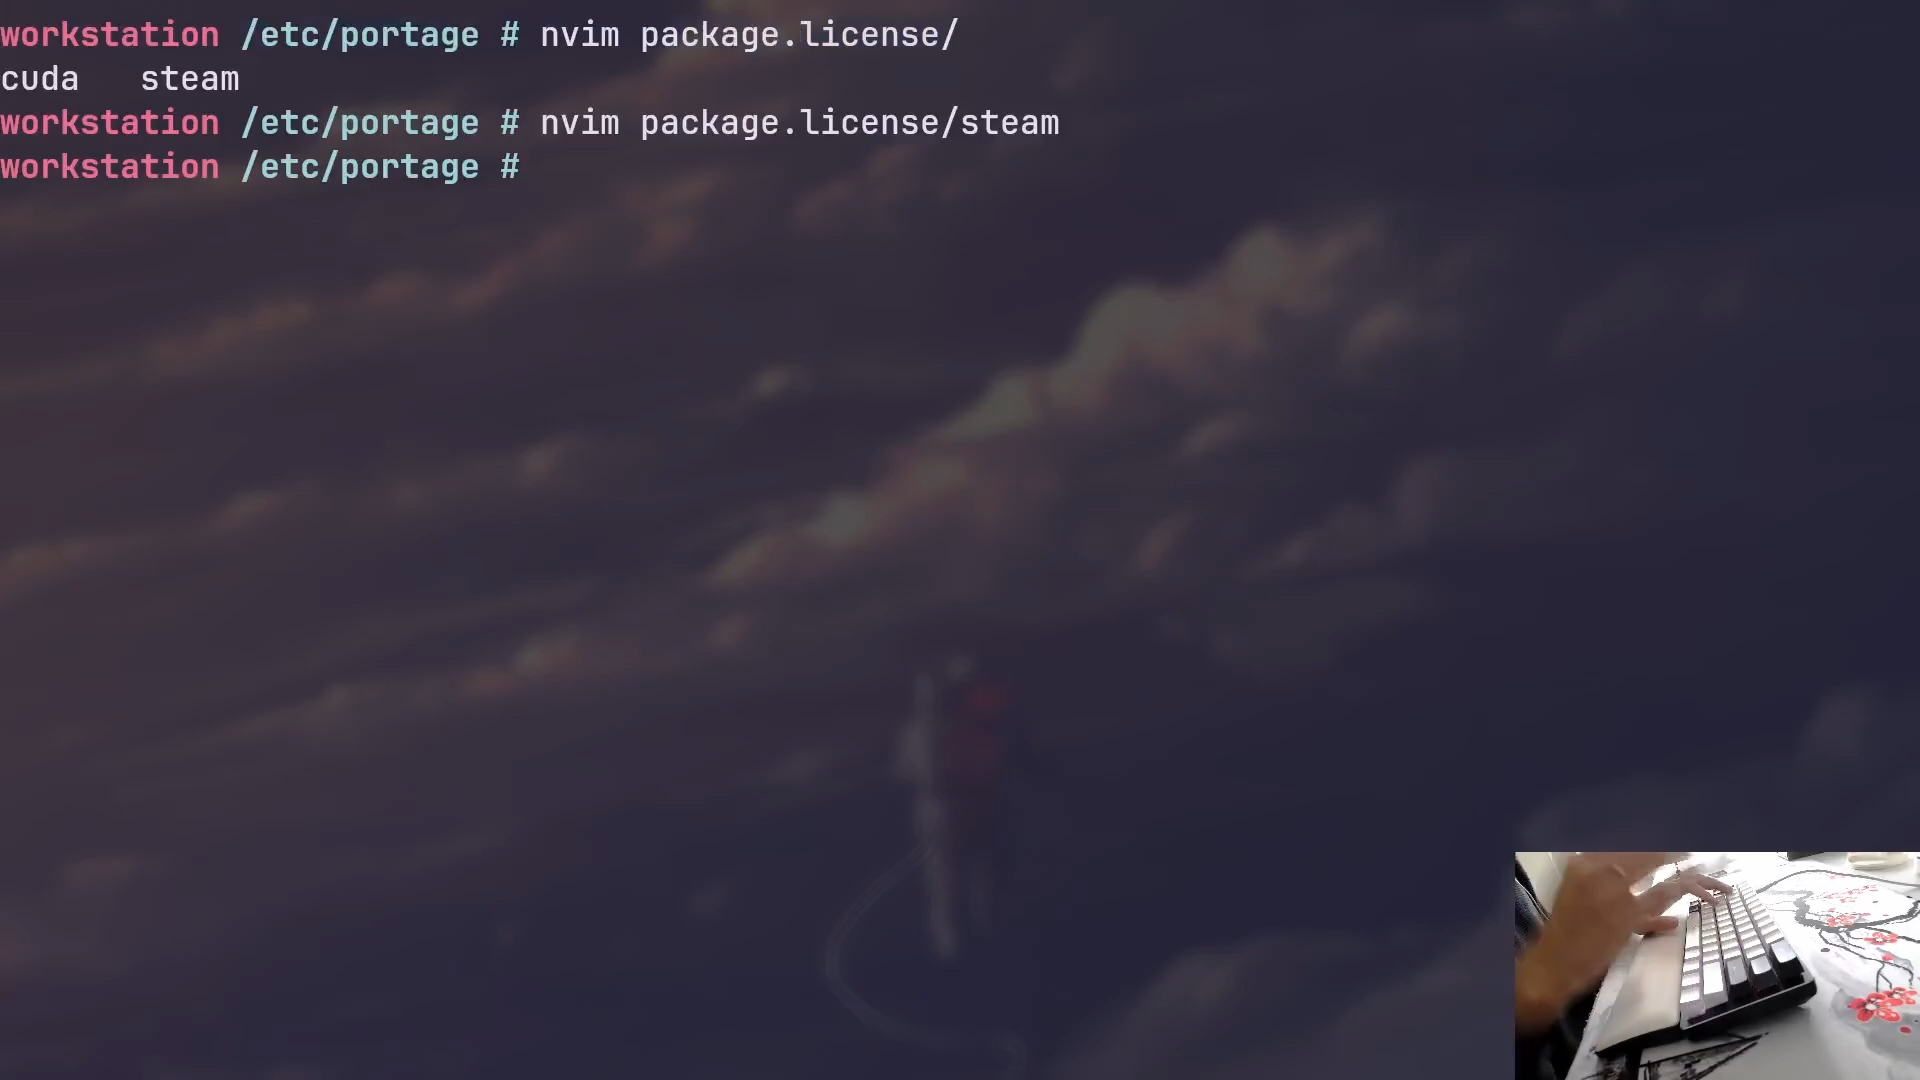 workstation /etc/portage # nvim package.license/
cuda   steam
workstation /etc/portage # nvim package.license/steam
workstation /etc/portage #